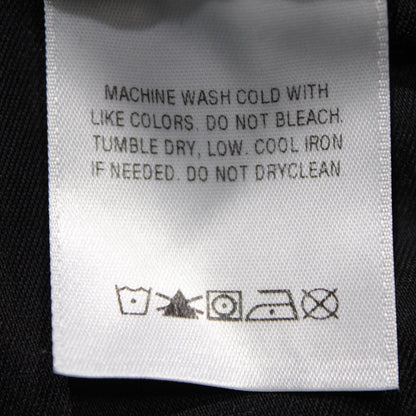 MACHINE WASH COLD WITH
LIKE COLORS. DO NOT BLEACH.
TUMBLE DRY, LOW. COOL IRON
IF NEEDED. DO NOT DRYCLEAN